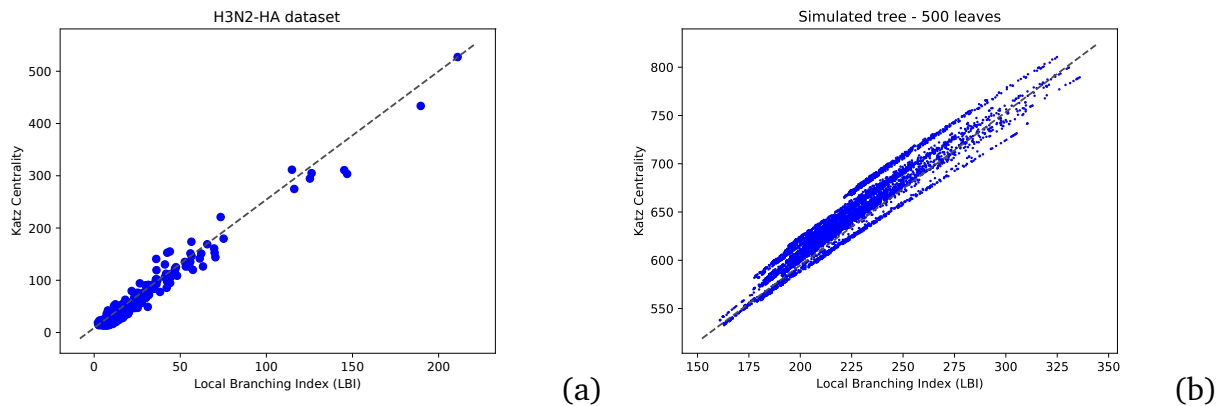 H3N2-HA dataset
Katz Centrality
500
400
300
200
100
0
0 50 100 150 200
Local Branching Index (LBI)
(a)
Simulated tree - 500 leaves
Katz Centrality
800
750
700
650
600
550
150 175 200 225 250 275 300 325 350
Local Branching Index (LBI)
(b)